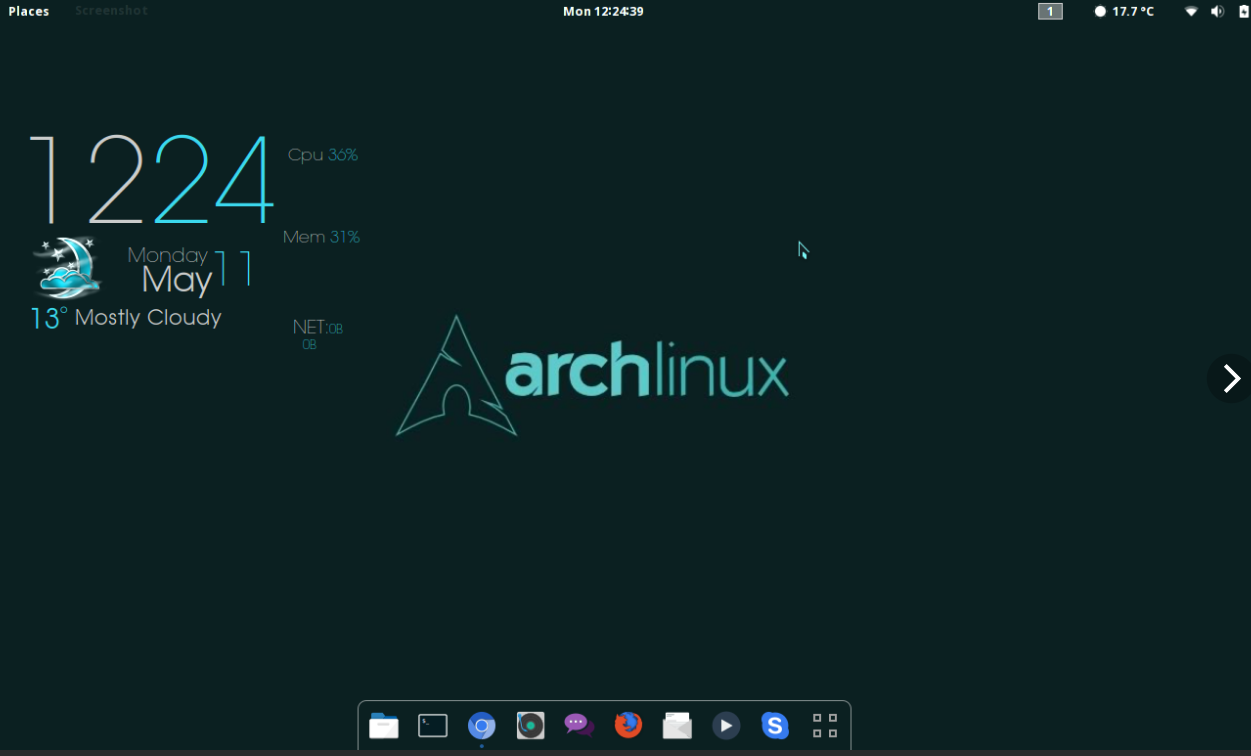 Places Screenshot Mon 12:24:39 1 17.7 °C
1224
Cpu 36%
Mem 31%
Monday
May 11
13° Mostly Cloudy
NET:0B
0B
archlinux
$_
S